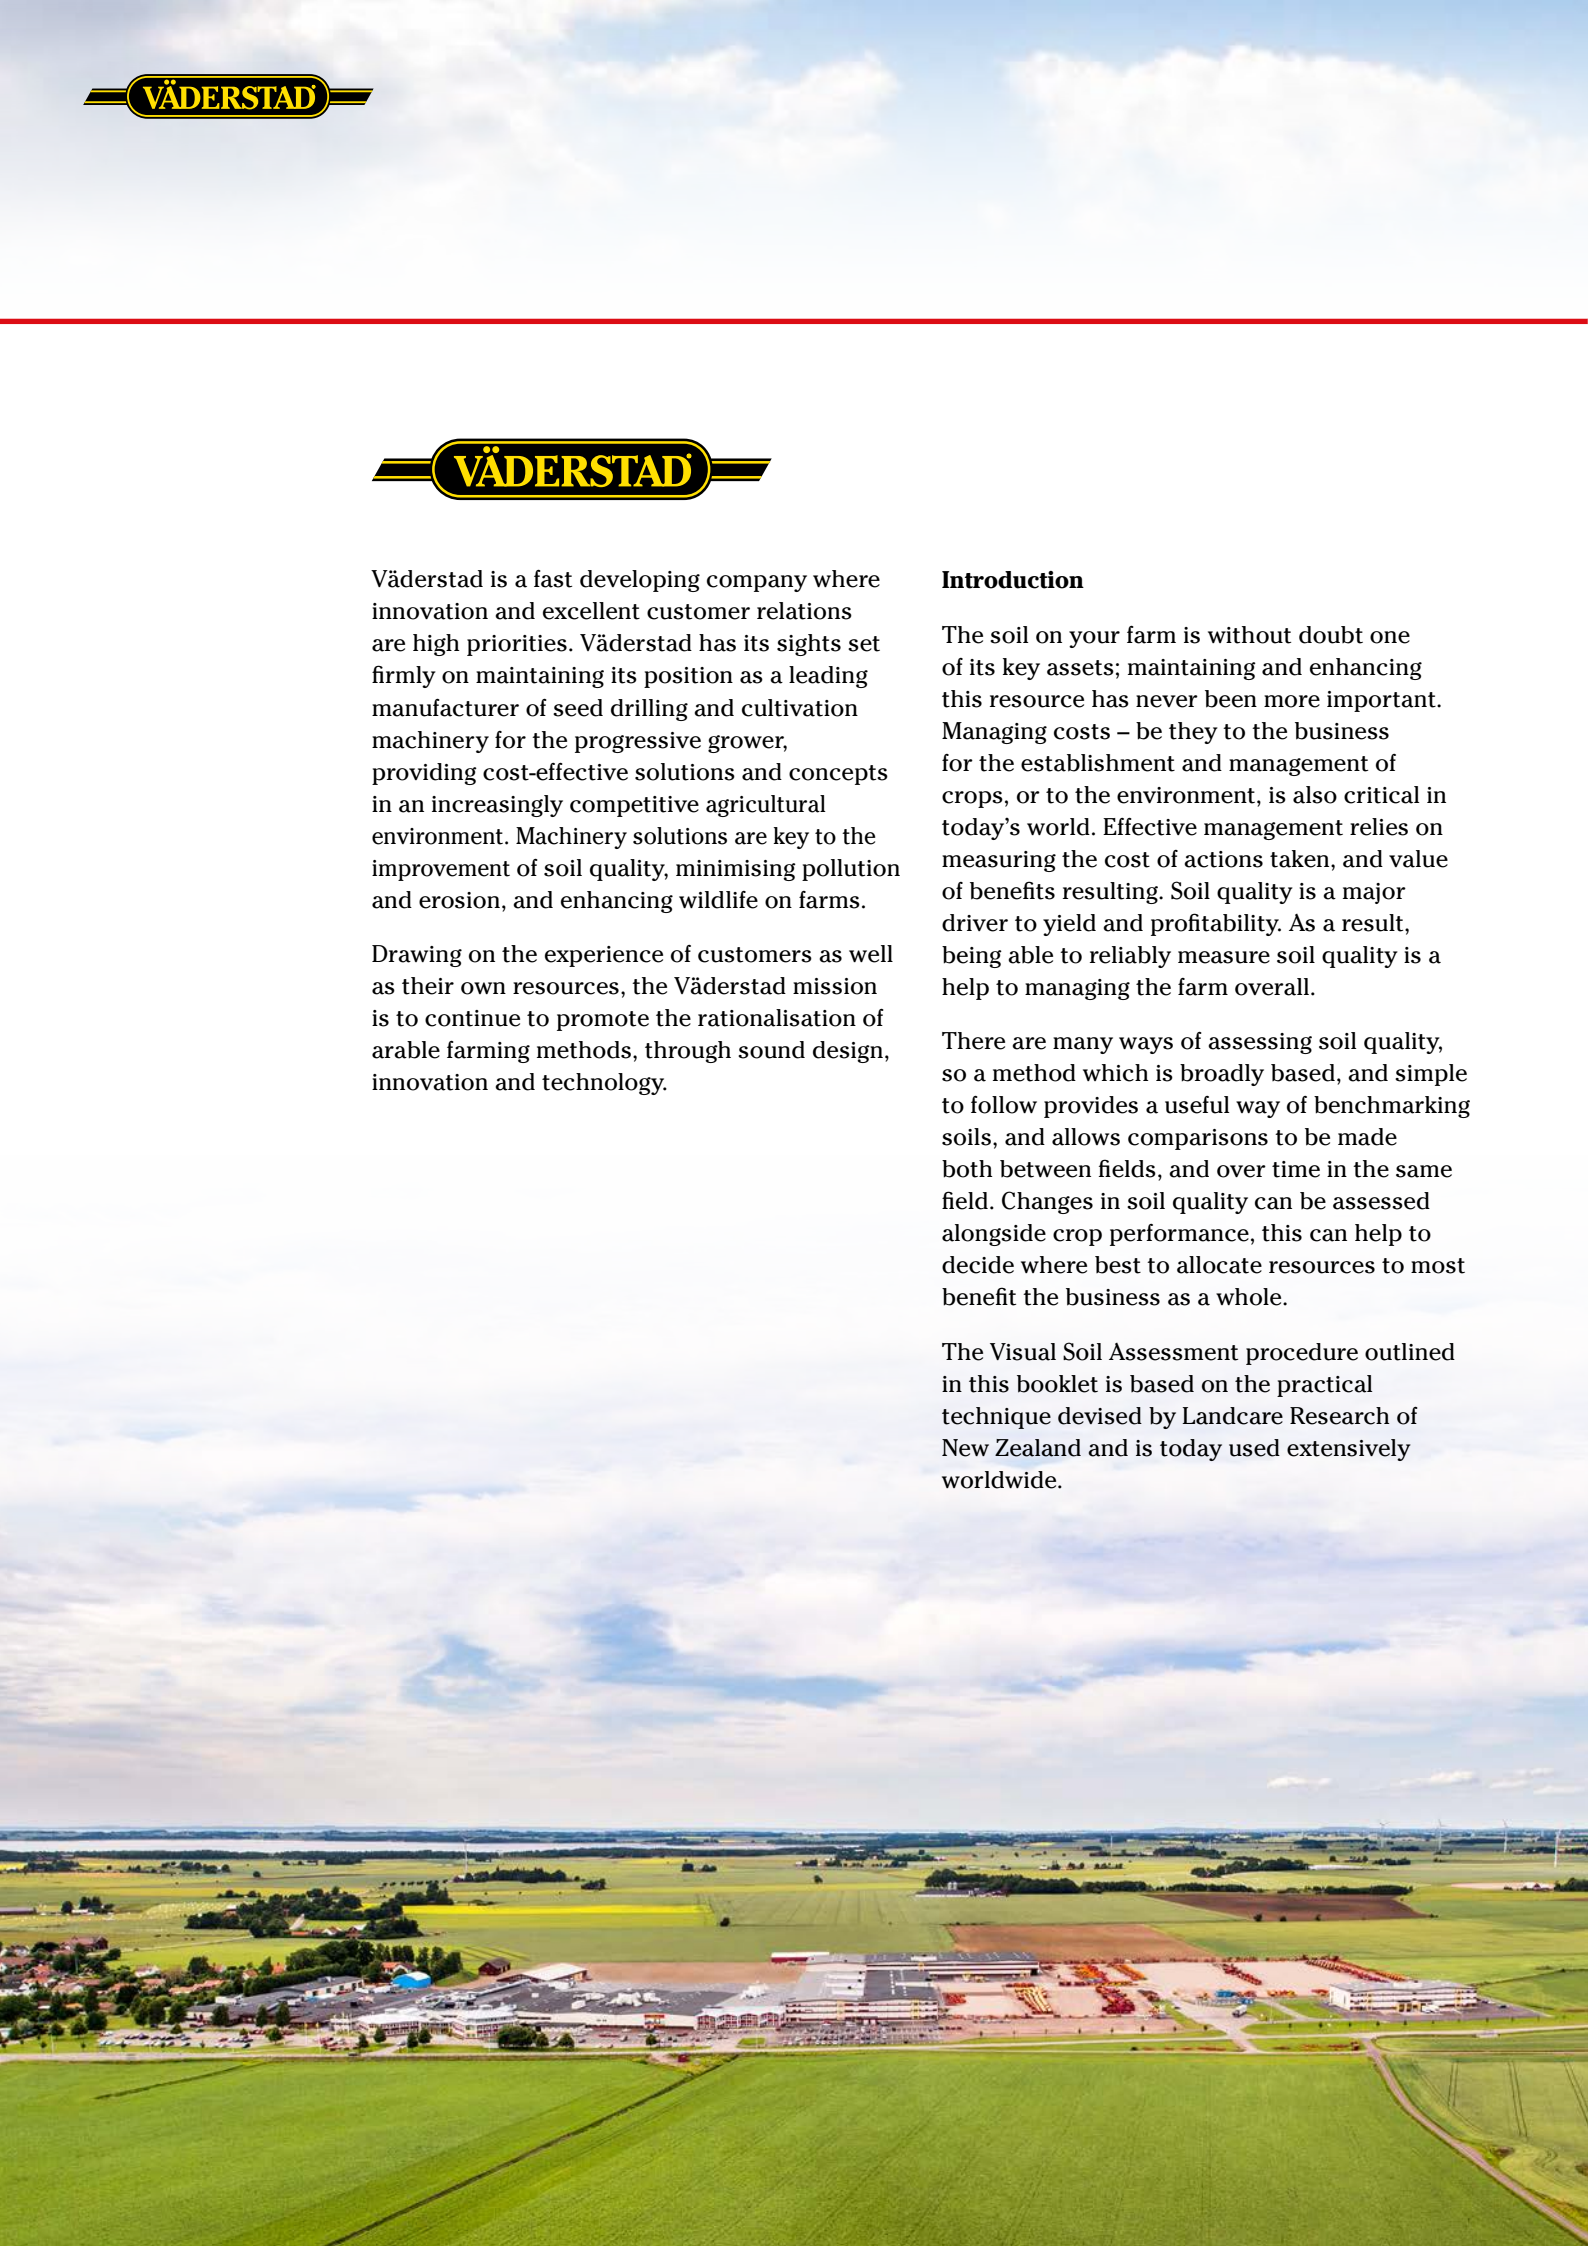 VÄDERSTAD
VÄDERSTAD
Väderstad is a fast developing company where
innovation and excellent customer relations
are high priorities. Väderstad has its sights set
firmly on maintaining its position as a leading
manufacturer of seed drilling and cultivation
machinery for the progressive grower,
providing cost-effective solutions and concepts
in an increasingly competitive agricultural
environment. Machinery solutions are key to the
improvement of soil quality, minimising pollution
and erosion, and enhancing wildlife on farms.
Drawing on the experience of customers as well
as their own resources, the Väderstad mission
is to continue to promote the rationalisation of
arable farming methods, through sound design,
innovation and technology.
Introduction
The soil on your farm is without doubt one
of its key assets; maintaining and enhancing
this resource has never been more important.
Managing costs – be they to the business
for the establishment and management of
crops, or to the environment, is also critical in
today’s world. Effective management relies on
measuring the cost of actions taken, and value
of benefits resulting. Soil quality is a major
driver to yield and profitability. As a result,
being able to reliably measure soil quality is a
help to managing the farm overall.
There are many ways of assessing soil quality,
so a method which is broadly based, and simple
to follow provides a useful way of benchmarking
soils, and allows comparisons to be made
both between fields, and over time in the same
field. Changes in soil quality can be assessed
alongside crop performance, this can help to
decide where best to allocate resources to most
benefit the business as a whole.
The Visual Soil Assessment procedure outlined
in this booklet is based on the practical
technique devised by Landcare Research of
New Zealand and is today used extensively
worldwide.